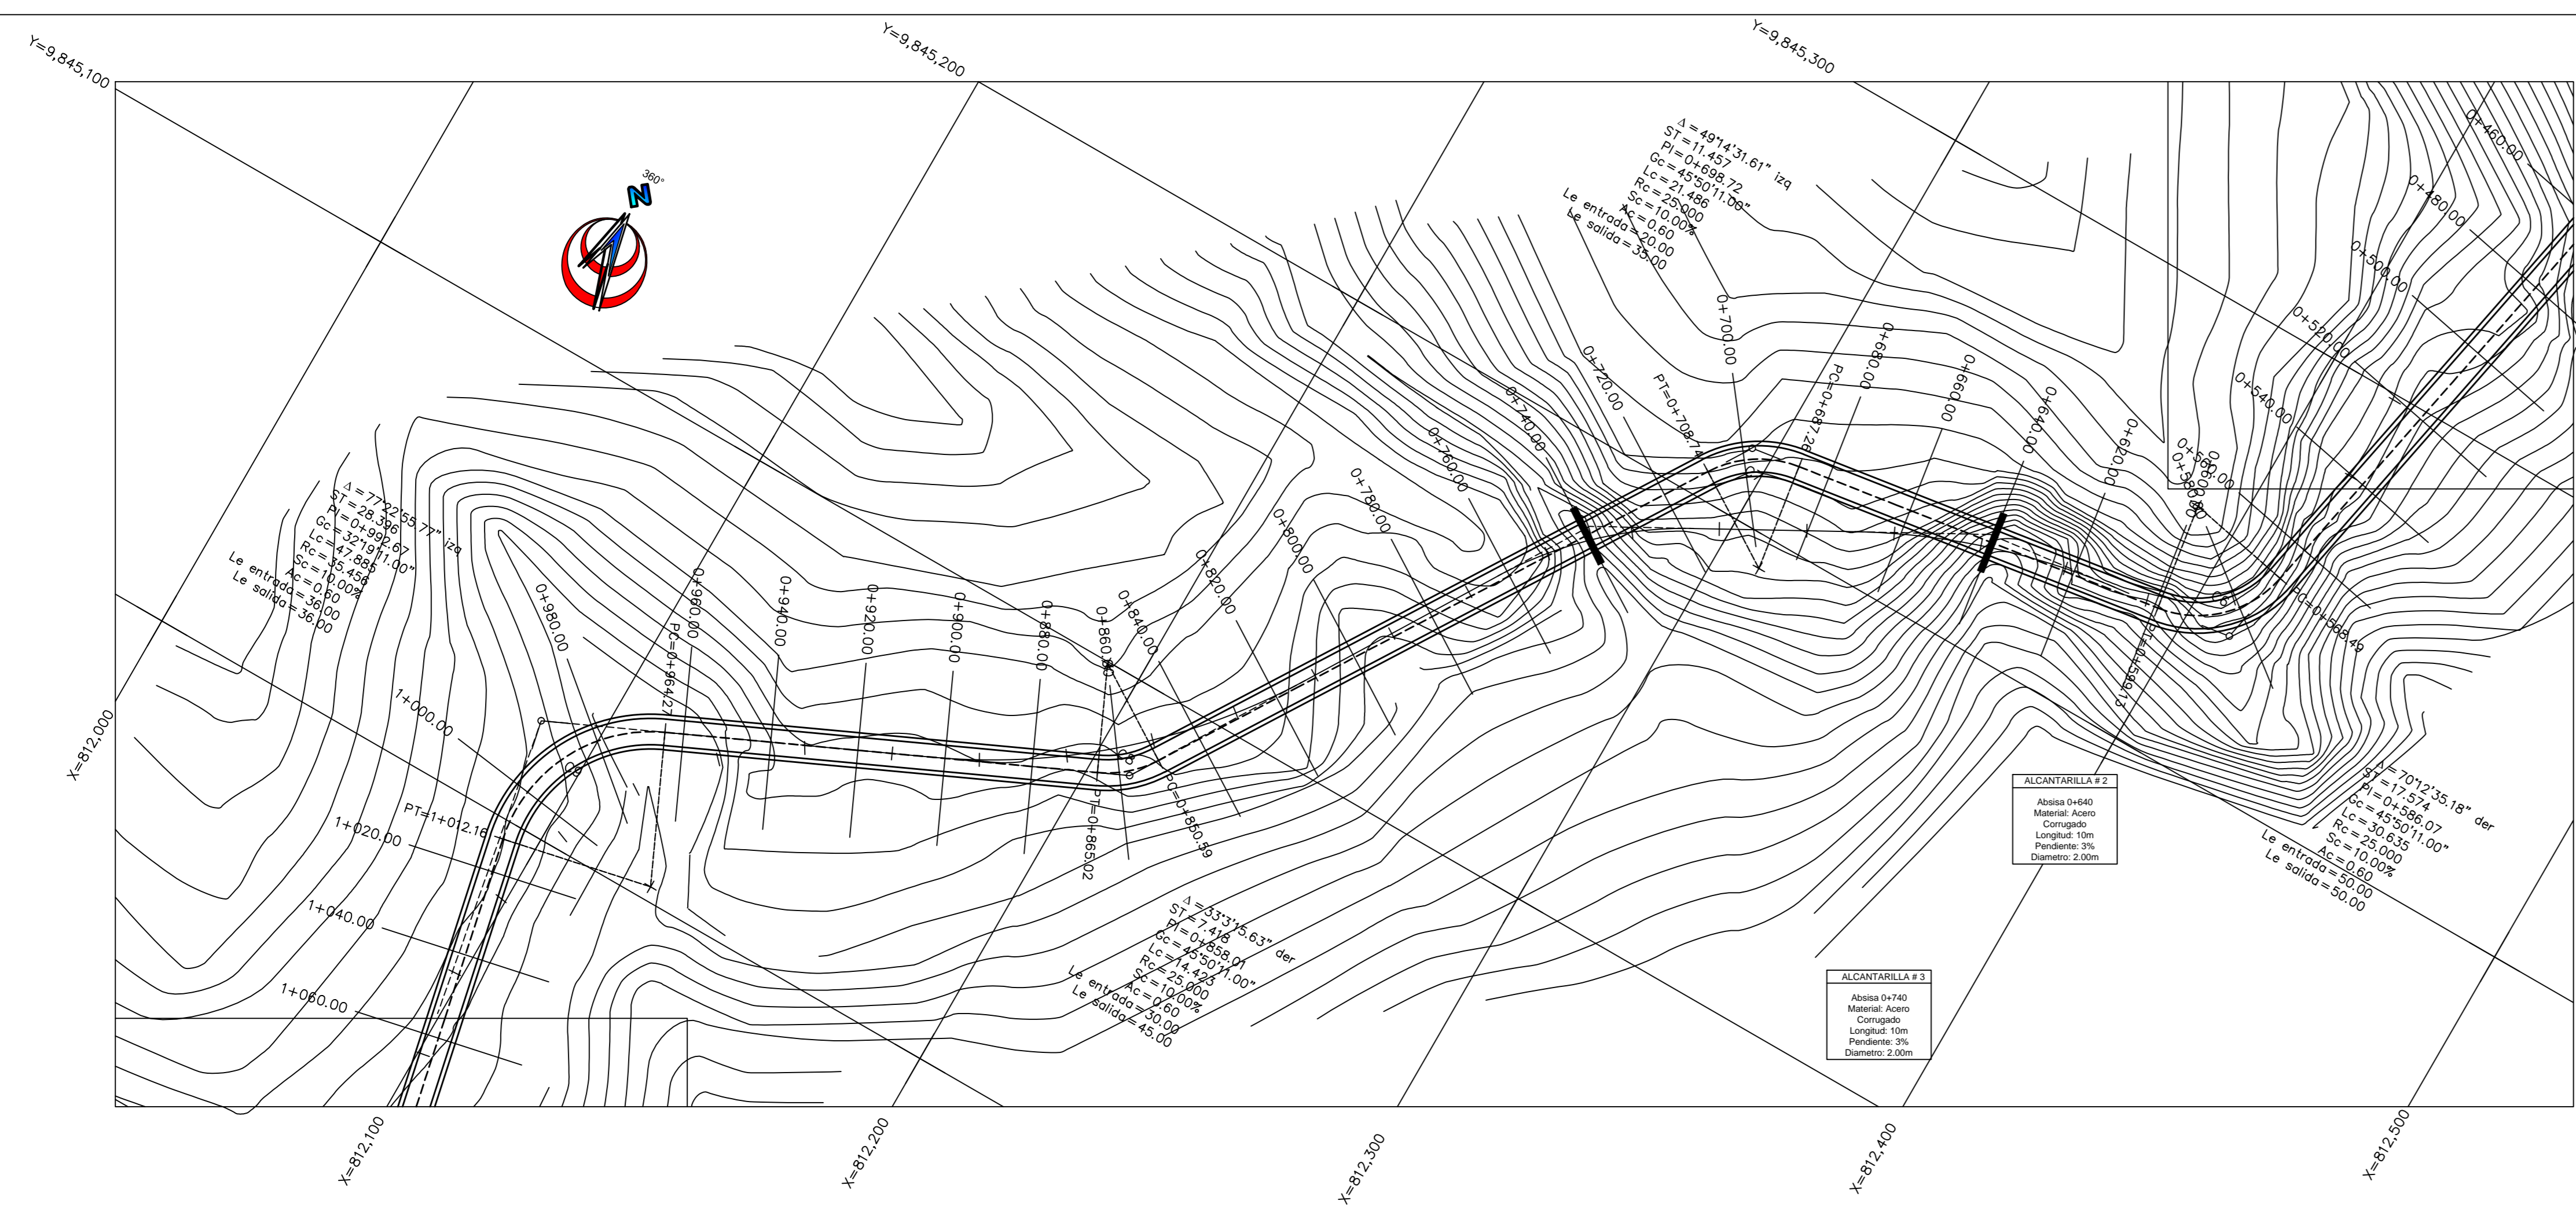 Y=9,845,100
Y=9,845,200
Y=9,845,300
360°
N
Δ=49°14'31.61" izq
ST=11.457
PI=0+698.72
Gc=45°50'11.00"
Lc=21.486
Rc=25.000
Sc=10.00%
Ac=0.60
Le entrada=20.00
Le salida=35.00
0+460.00
0+480.00
0+500.00
0+520.00
0+540.00
0+560.00
0+580.00
PC=0+568.49
PT=0+599.13
0+620.00
0+640.00
0+660.00
0+680.00
PC=0+687.26
0+700.00
PT=0+708.74
0+720.00
0+740.00
0+760.00
0+780.00
0+800.00
0+820.00
0+840.00
PC=0+850.59
0+860.00
PT=0+865.02
0+880.00
0+900.00
0+920.00
0+940.00
0+960.00
PC=0+964.27
0+980.00
1+000.00
PT=1+012.16
1+020.00
1+040.00
1+060.00
C9
C8
C6
Δ=77°22'55.77" izq
ST=28.396
PI=0+992.67
Gc=32°19'11.00"
Lc=47.885
Rc=35.456
Sc=10.00%
Ac=0.60
Le entrada=36.00
Le salida=36.00
Δ=33°3'15.63" der
ST=7.418
PI=0+858.01
Gc=45°50'11.00"
Lc=14.423
Rc=25.000
Sc=10.00%
Ac=0.60
Le entrada=30.00
Le salida=45.00
Δ=70°12'35.18" der
ST=17.574
PI=0+586.07
Gc=45°50'11.00"
Lc=30.635
Rc=25.000
Sc=10.00%
Ac=0.60
Le entrada=50.00
Le salida=50.00
ALCANTARILLA # 2
Absisa 0+640
Material: Acero
Corrugado
Longitud: 10m
Pendiente: 3%
Diametro: 2.00m
ALCANTARILLA # 3
Absisa 0+740
Material: Acero
Corrugado
Longitud: 10m
Pendiente: 3%
Diametro: 2.00m
X=812,000
X=812,100
X=812,200
X=812,300
X=812,400
X=812,500